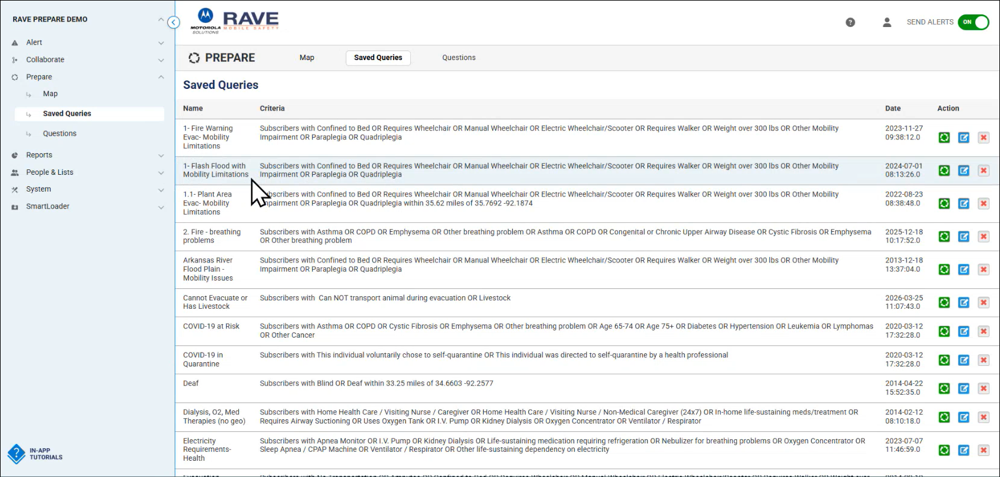 RAVE PREPARE DEMO
Alert
Collaborate
Prepare
Map
Saved Queries
Questions
Reports
People & Lists
System
SmartLoader
IN-APP
TUTORIALS
MOTOROLA
SOLUTIONS
RAVE
MOBILE SAFETY
SEND ALERTS ON
PREPARE Map Saved Queries Questions
Saved Queries
Name Criteria Date Action
1- Fire Warning
Evac- Mobility
Limitations
Subscribers with Confined to Bed OR Requires Wheelchair OR Manual Wheelchair OR Electric Wheelchair/Scooter OR Requires Walker OR Weight over 300 lbs OR Other Mobility
Impairment OR Paraplegia OR Quadriplegia
2023-11-27
09:38:12.0
1- Flash Flood with
Mobility Limitations
Subscribers with Confined to Bed OR Requires Wheelchair OR Manual Wheelchair OR Electric Wheelchair/Scooter OR Requires Walker OR Weight over 300 lbs OR Other Mobility
Impairment OR Paraplegia OR Quadriplegia
2024-07-01
08:13:26.0
1.1- Plant Area
Evac- Mobility
Limitations
bscribers with Confined to Bed OR Requires Wheelchair OR Manual Wheelchair OR Electric Wheelchair/Scooter OR Requires Walker OR Weight over 300 lbs OR Other Mobility
pairment OR Paraplegia OR Quadriplegia within 35.62 miles of 35.7692 -92.1874
2022-08-23
08:38:48.0
2. Fire - breathing
problems
Subscribers with Asthma OR COPD OR Emphysema OR Other breathing problem OR Asthma OR COPD OR Congenital or Chronic Upper Airway Disease OR Cystic Fibrosis OR Emphysema
OR Other breathing problem
2025-12-18
10:17:52.0
Arkansas River
Flood Plain -
Mobility Issues
Subscribers with Confined to Bed OR Requires Wheelchair OR Manual Wheelchair OR Electric Wheelchair/Scooter OR Requires Walker OR Weight over 300 lbs OR Other Mobility
Impairment OR Paraplegia OR Quadriplegia
2013-12-18
13:37:04.0
Cannot Evacuate or
Has Livestock
Subscribers with Can NOT transport animal during evacuation OR Livestock
2026-03-25
11:07:43.0
COVID-19 at Risk
Subscribers with Asthma OR COPD OR Cystic Fibrosis OR Emphysema OR Other breathing problem OR Age 65-74 OR Age 75+ OR Diabetes OR Hypertension OR Leukemia OR Lymphomas
OR Other Cancer
2020-03-12
17:32:28.0
COVID-19 in
Quarantine
Subscribers with This individual voluntarily chose to self-quarantine OR This individual was directed to self-quarantine by a health professional
2020-03-12
17:32:28.0
Deaf
Subscribers with Blind OR Deaf within 33.25 miles of 34.6603 -92.2577
2014-04-22
15:52:35.0
Dialysis, O2, Med
Therapies (no geo)
Subscribers with Home Health Care / Visiting Nurse / Caregiver OR Home Health Care / Visiting Nurse / Non-Medical Caregiver (24x7) OR In-home life-sustaining meds/treatment OR
Requires Airway Suctioning OR Uses Oxygen Tank OR I.V. Pump OR Kidney Dialysis OR Oxygen Concentrator OR Ventilator / Respirator
2014-02-12
08:10:18.0
Electricity
Requirements-
Health
Subscribers with Apnea Monitor OR I.V. Pump OR Kidney Dialysis OR Life-sustaining medication requiring refrigeration OR Nebulizer for breathing problems OR Oxygen Concentrator OR
Sleep Apnea / CPAP Machine OR Ventilator / Respirator OR Other life-sustaining dependency on electricity
2023-07-07
11:46:59.0